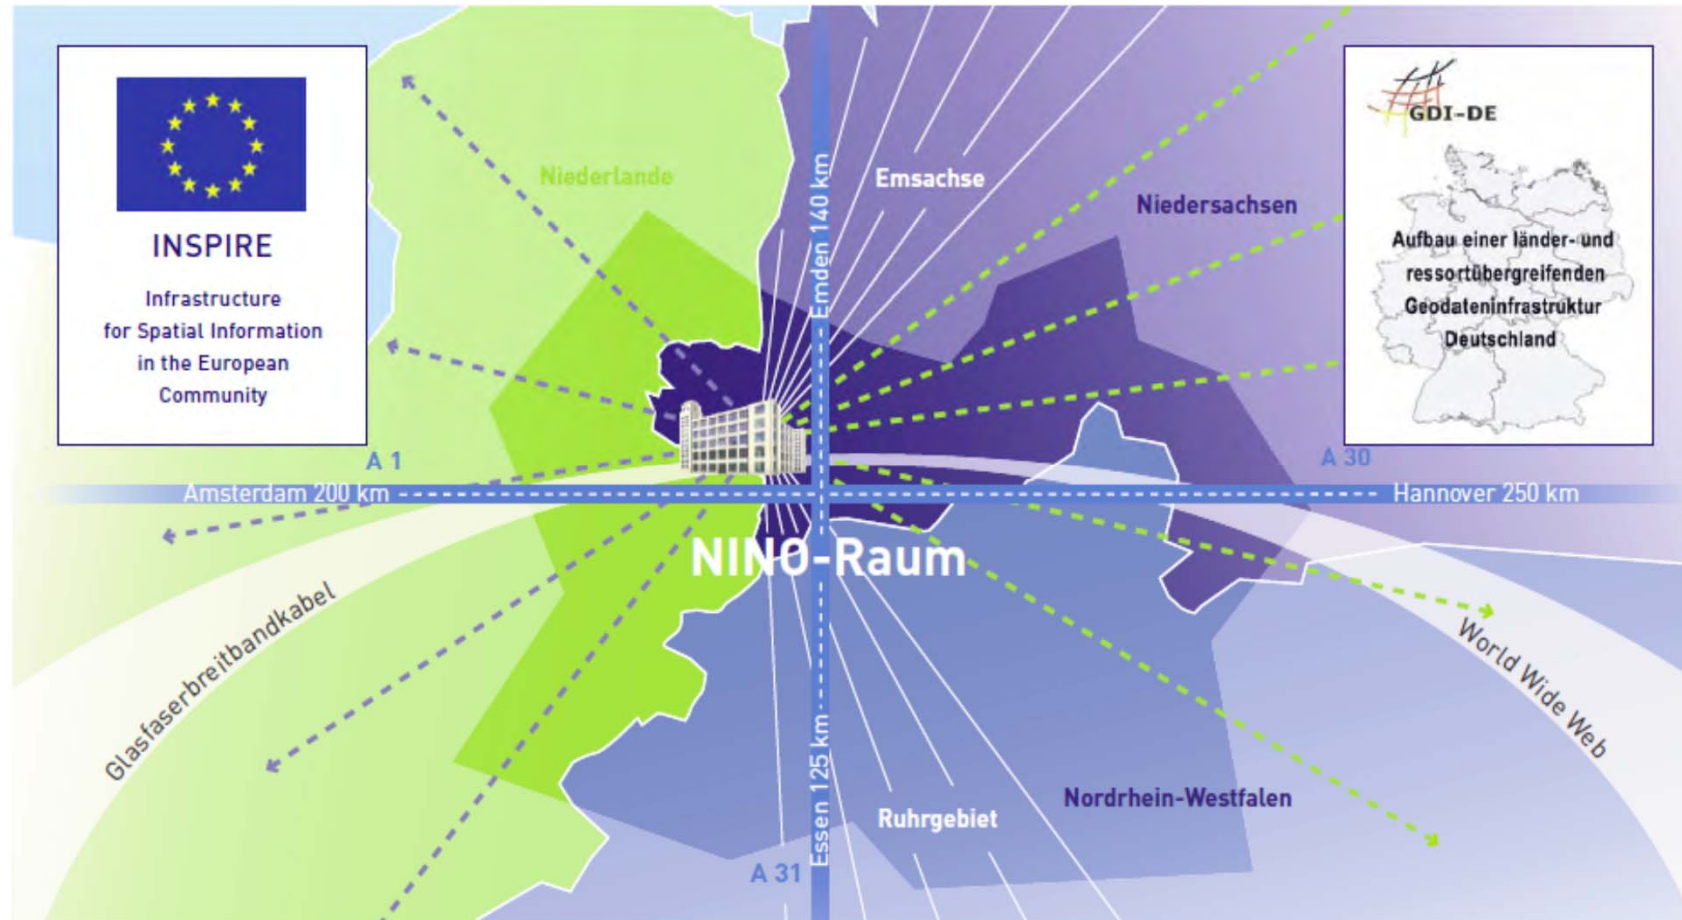 INSPIRE
Infrastructure
for Spatial Information
in the European
Community
GDI-DE
Aufbau einer länder- und
ressortübergreifenden
Geodateninfrastruktur
Deutschland
Niederlande
Emsachse
Niedersachsen
Emden 140 km
A 1
A 30
Amsterdam 200 km
Hannover 250 km
NINO-Raum
Glasfaserbreitbandkabel
World Wide Web
Essen 125 km
Nordrhein-Westfalen
Ruhrgebiet
A 31